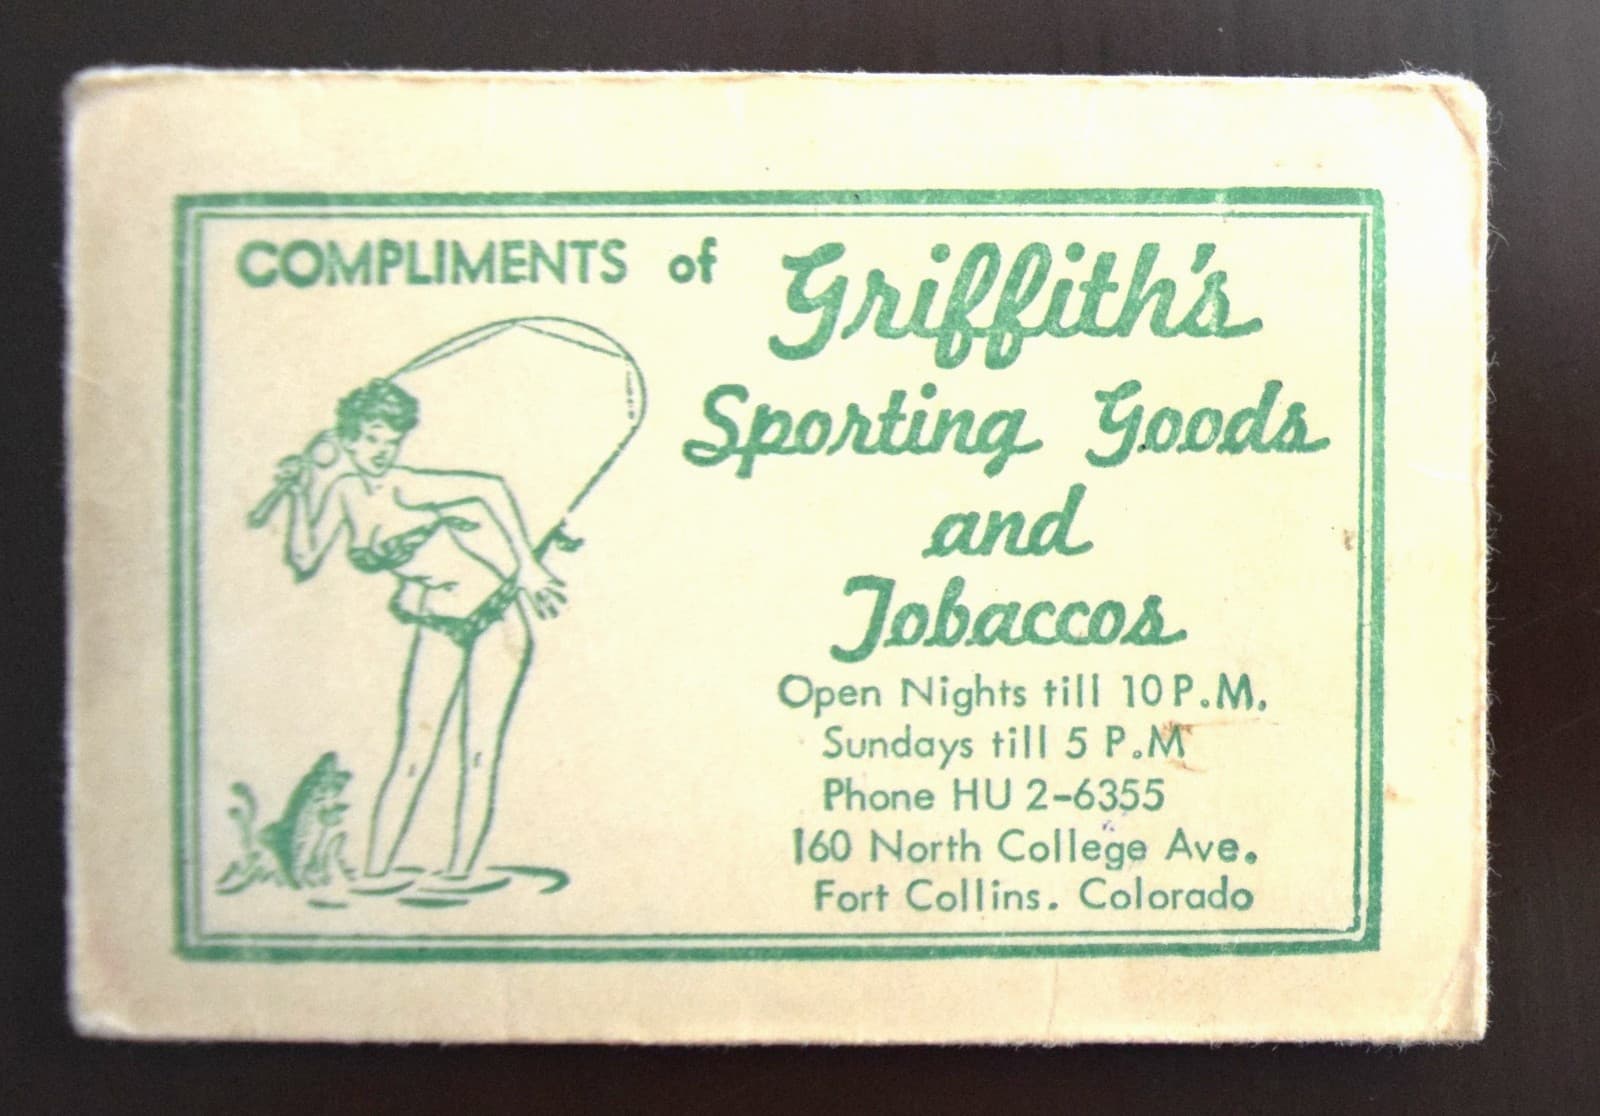 COMPLIMENTS of Griffith's
Sporting Goods
and
Tobaccos
Open Nights till 10 P.M.
Sundays till 5 P.M
Phone HU 2-6355
160 North College Ave.
Fort Collins. Colorado